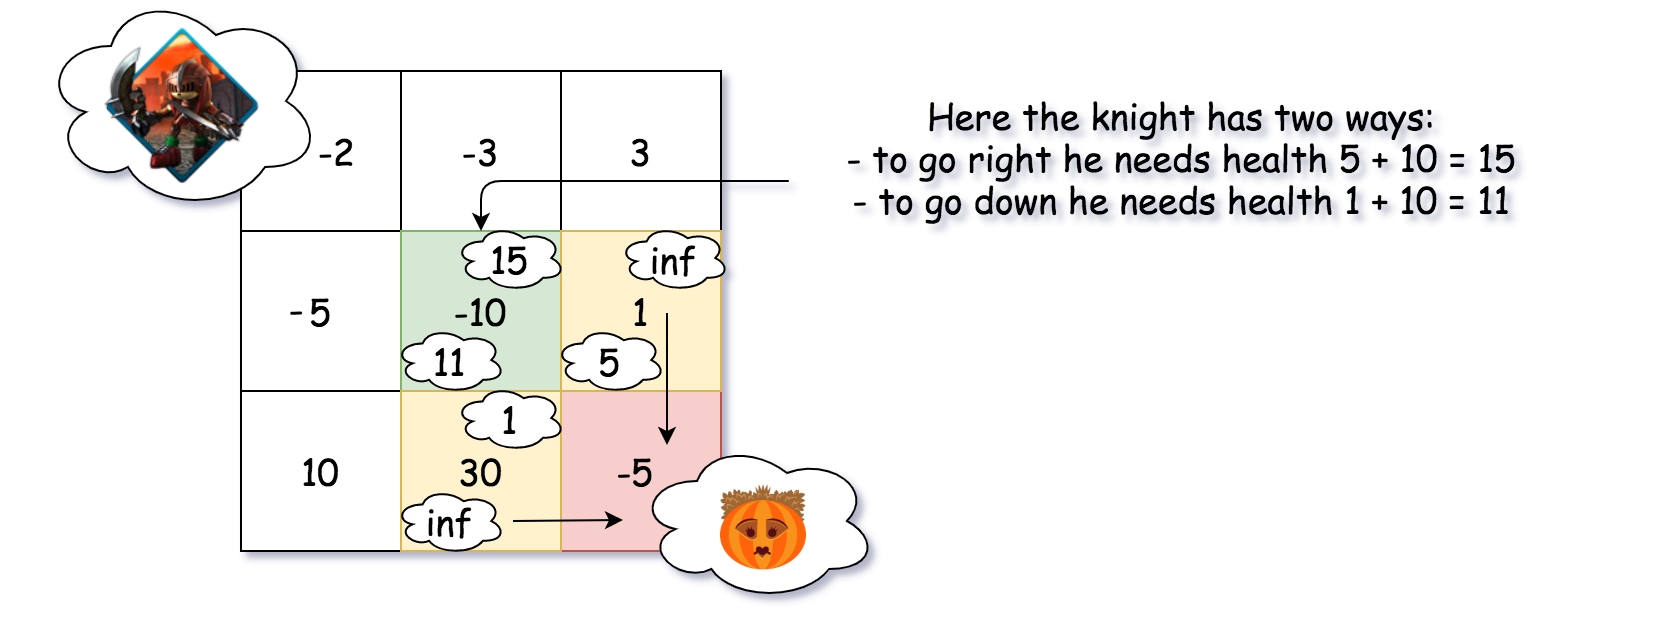 Here the knight has two ways:
- to go right he needs health 5 + 10 = 15
- to go down he needs health 1 + 10 = 11
-2 -3 3
15 inf
-5 -10 1
11 5
1
10 30 -5
inf